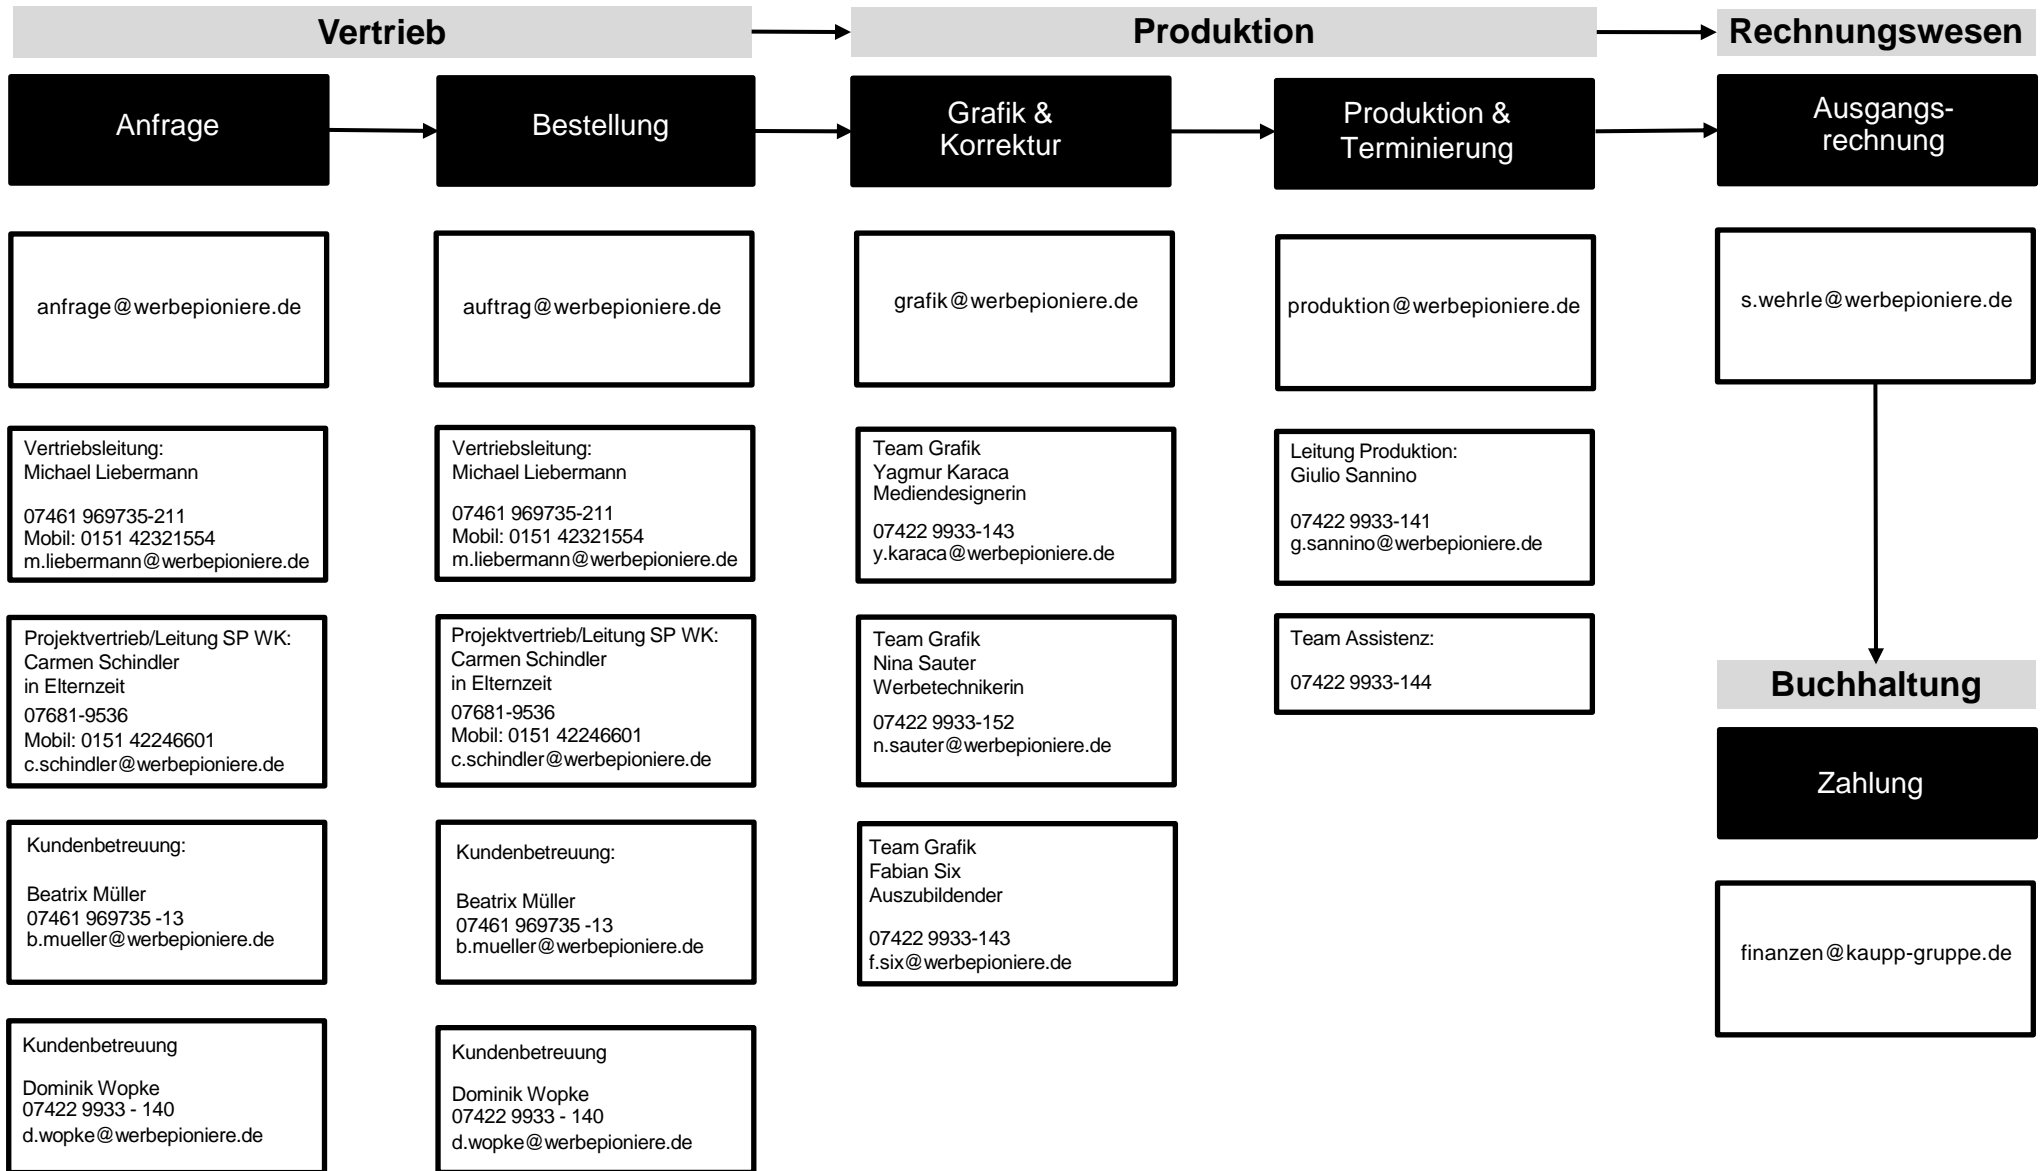 Vertrieb
Produktion
Rechnungswesen
Anfrage
Bestellung
Grafik &
Korrektur
Produktion &
Terminierung
Ausgangs-
rechnung
anfrage@werbepioniere.de
auftrag@werbepioniere.de
grafik@werbepioniere.de
produktion@werbepioniere.de
s.wehrle@werbepioniere.de
Vertriebsleitung:
Michael Liebermann
07461 969735-211
Mobil: 0151 42321554
m.liebermann@werbepioniere.de
Vertriebsleitung:
Michael Liebermann
07461 969735-211
Mobil: 0151 42321554
m.liebermann@werbepioniere.de
Team Grafik
Yagmur Karaca
Mediendesignerin
07422 9933-143
y.karaca@werbepioniere.de
Leitung Produktion:
Giulio Sannino
07422 9933-141
g.sannino@werbepioniere.de
Projektvertrieb/Leitung SP WK:
Carmen Schindler
in Elternzeit
07681-9536
Mobil: 0151 42246601
c.schindler@werbepioniere.de
Projektvertrieb/Leitung SP WK:
Carmen Schindler
in Elternzeit
07681-9536
Mobil: 0151 42246601
c.schindler@werbepioniere.de
Team Grafik
Nina Sauter
Werbetechnikerin
07422 9933-152
n.sauter@werbepioniere.de
Team Assistenz:
07422 9933-144
Buchhaltung
Zahlung
Kundenbetreuung:
Beatrix Müller
07461 969735 -13
b.mueller@werbepioniere.de
Kundenbetreuung:
Beatrix Müller
07461 969735 -13
b.mueller@werbepioniere.de
Team Grafik
Fabian Six
Auszubildender
07422 9933-143
f.six@werbepioniere.de
finanzen@kaupp-gruppe.de
Kundenbetreuung
Dominik Wopke
07422 9933 - 140
d.wopke@werbepioniere.de
Kundenbetreuung
Dominik Wopke
07422 9933 - 140
d.wopke@werbepioniere.de